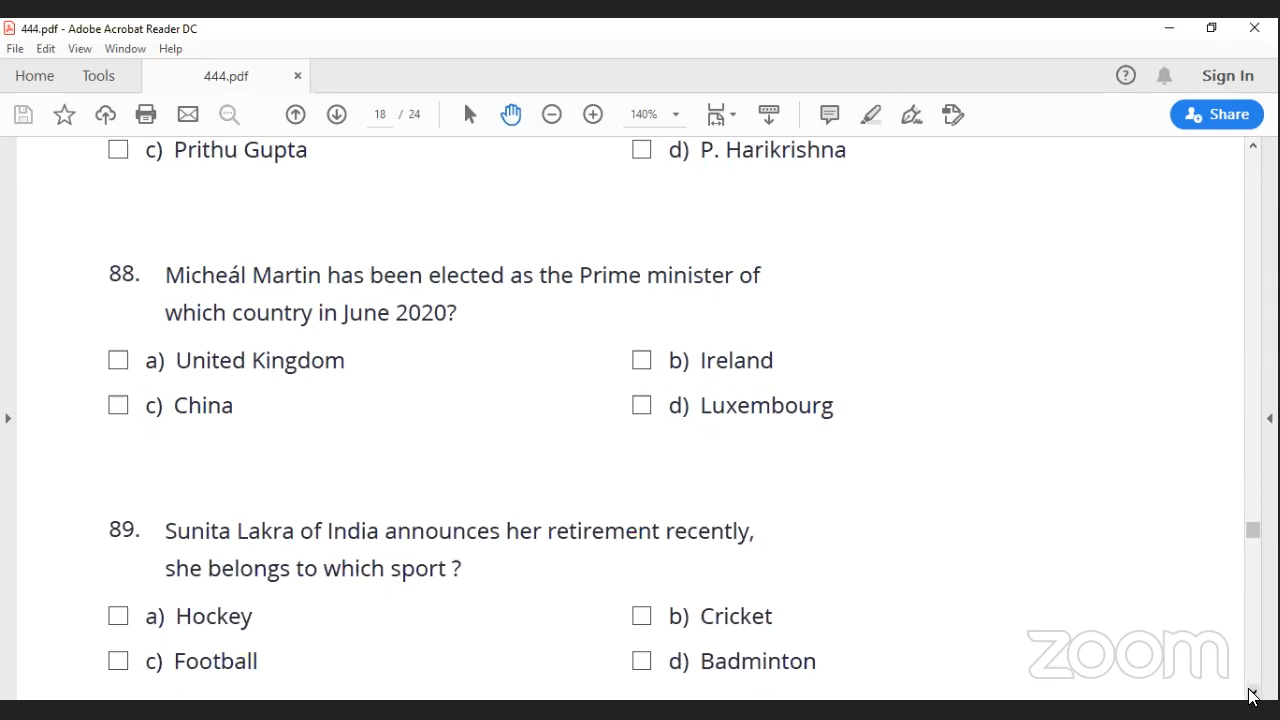 444.pdf - Adobe Acrobat Reader DC
File Edit View Window Help
Home Tools 444.pdf × Sign In
18 / 24 140% Share
c) Prithu Gupta d) P. Harikrishna
88. Micheál Martin has been elected as the Prime minister of
which country in June 2020?
a) United Kingdom b) Ireland
c) China d) Luxembourg
89. Sunita Lakra of India announces her retirement recently,
she belongs to which sport ?
a) Hockey b) Cricket
c) Football d) Badminton
zoom